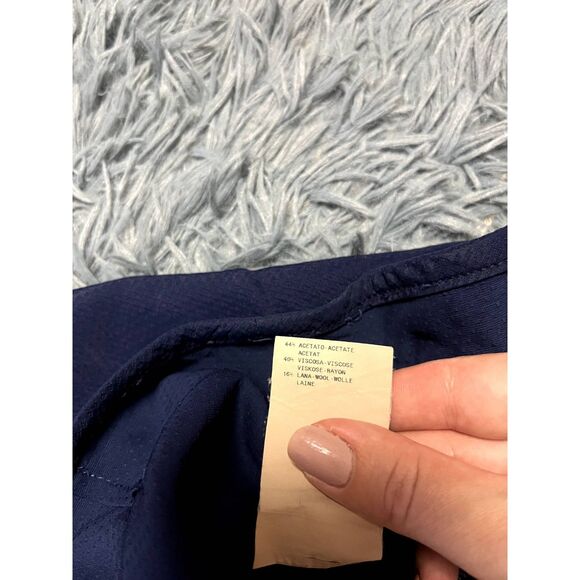 44% ACETATO-ACETATE
ACETAT
40% VISCOSA-VISCOSE
VISKOSE-RAYON
16% LANA-WOOL-WOLLE
LAINE